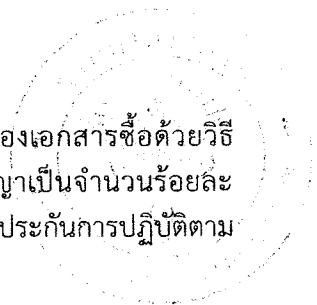 องเอกสารซื้อด้วยวิธี
ญาเป็นจำนวนร้อยละ
ประกันการปฏิบัติตาม